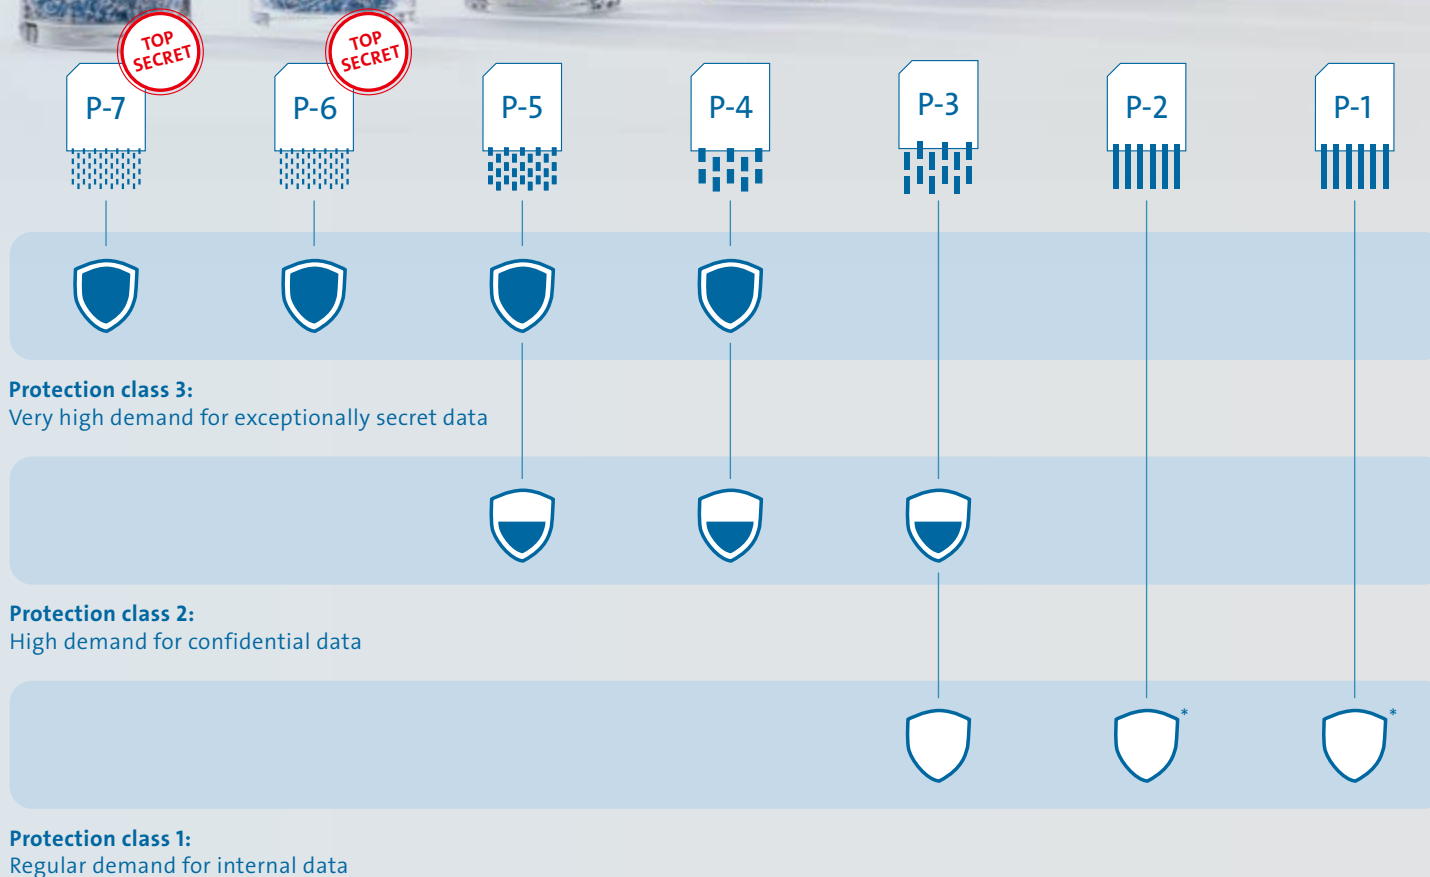 TOP
SECRET
TOP
SECRET
P-7
P-6
P-5
P-4
P-3
P-2
P-1
Protection class 3:
Very high demand for exceptionally secret data
Protection class 2:
High demand for confidential data
*
*
Protection class 1:
Regular demand for internal data